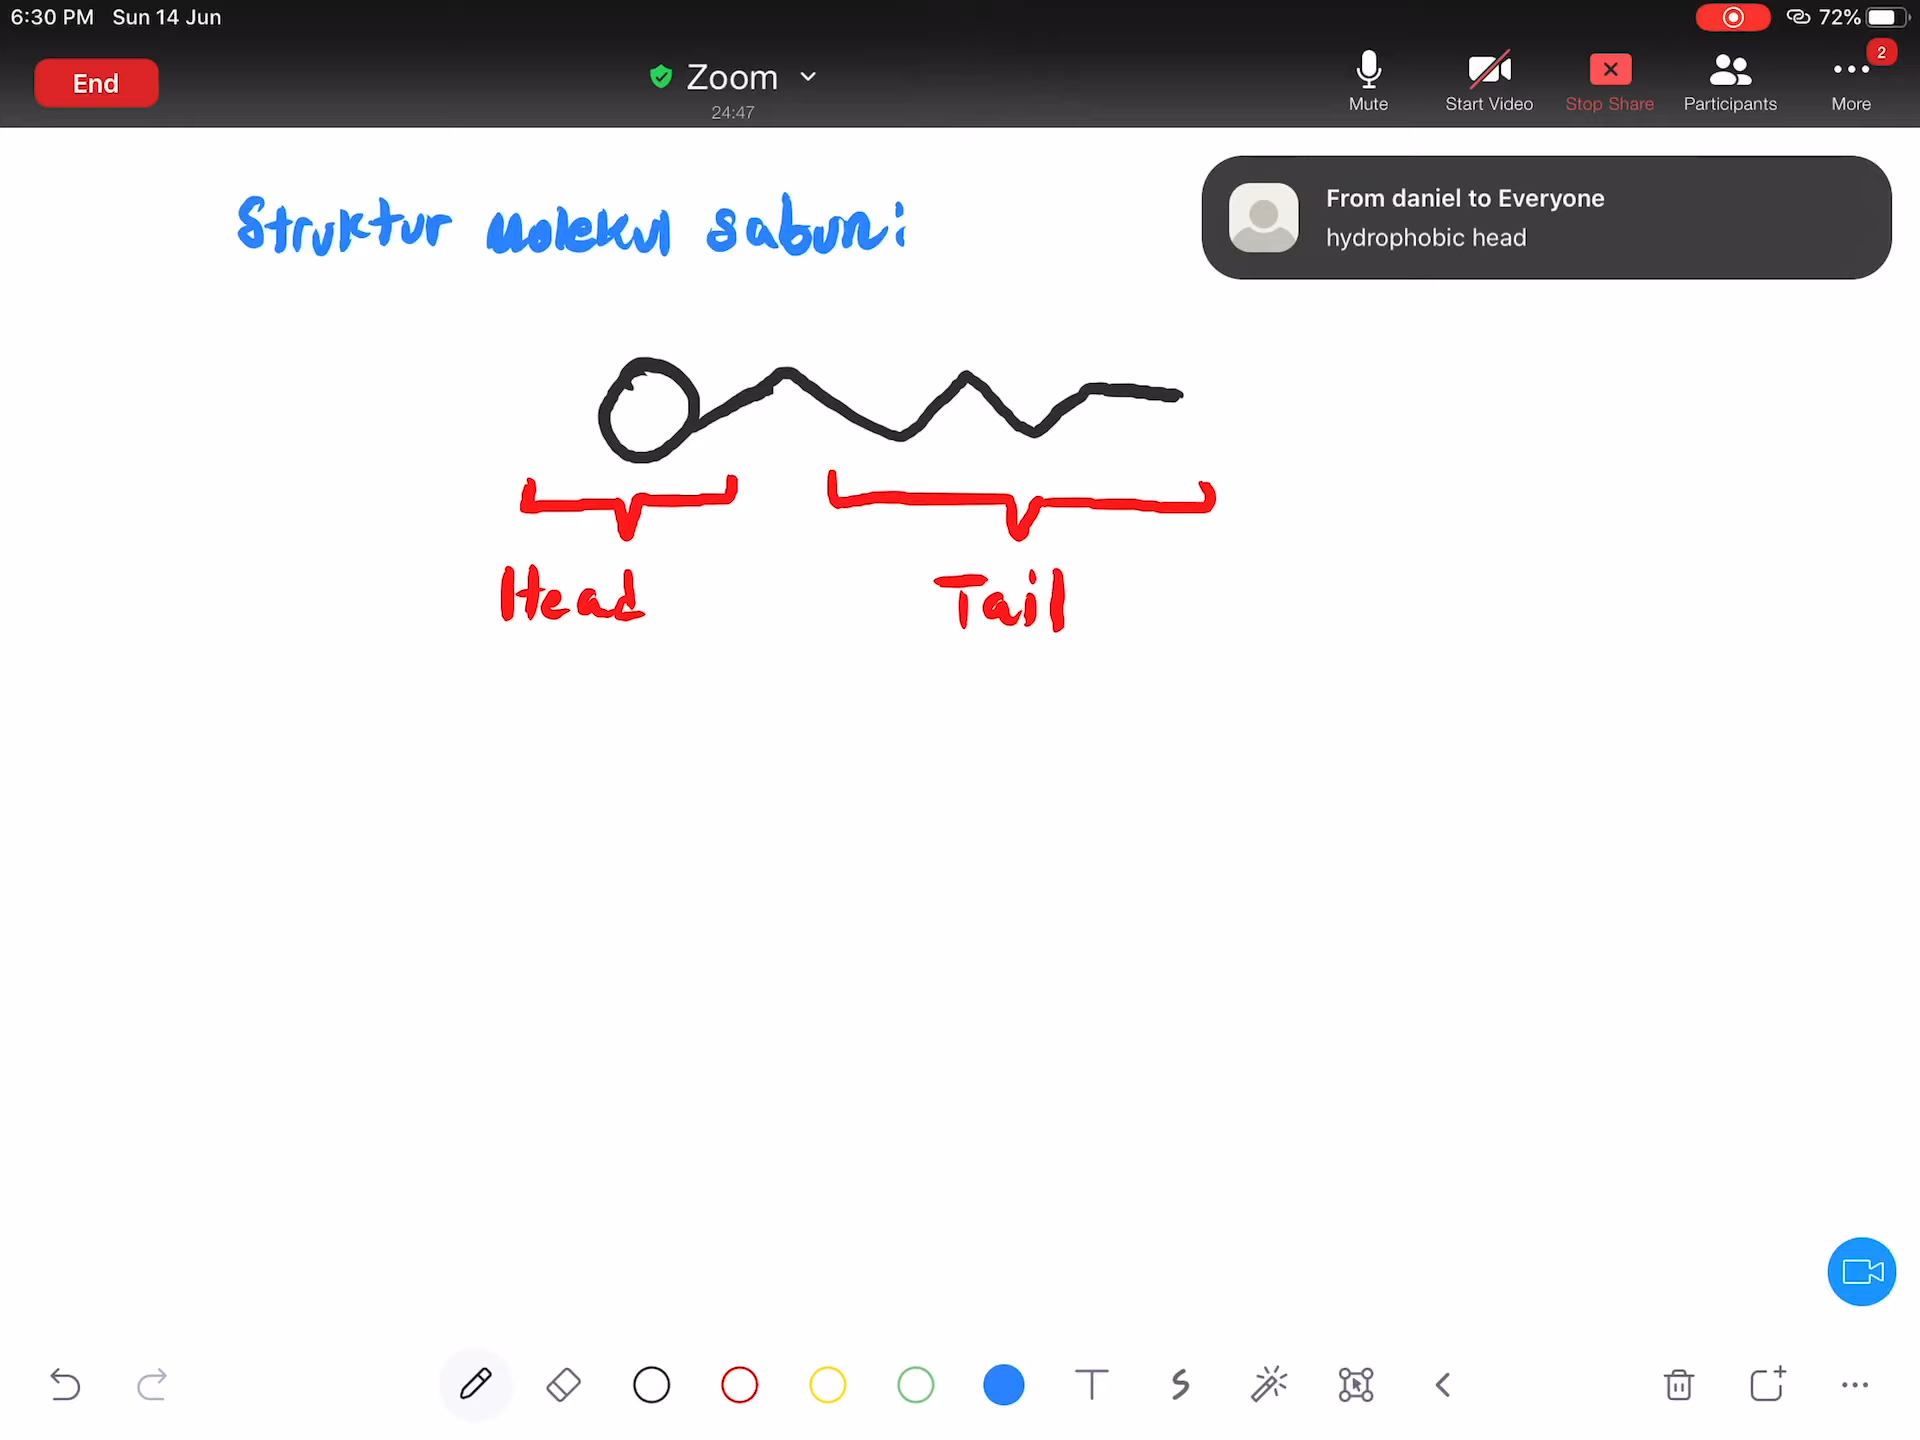 6:30 PM Sun 14 Jun
72%
End
Zoom
24:47
Mute
Start Video
Stop Share
Participants
More
2
From daniel to Everyone
hydrophobic head
Struktur Molekul sabun:
Head
Tail
T